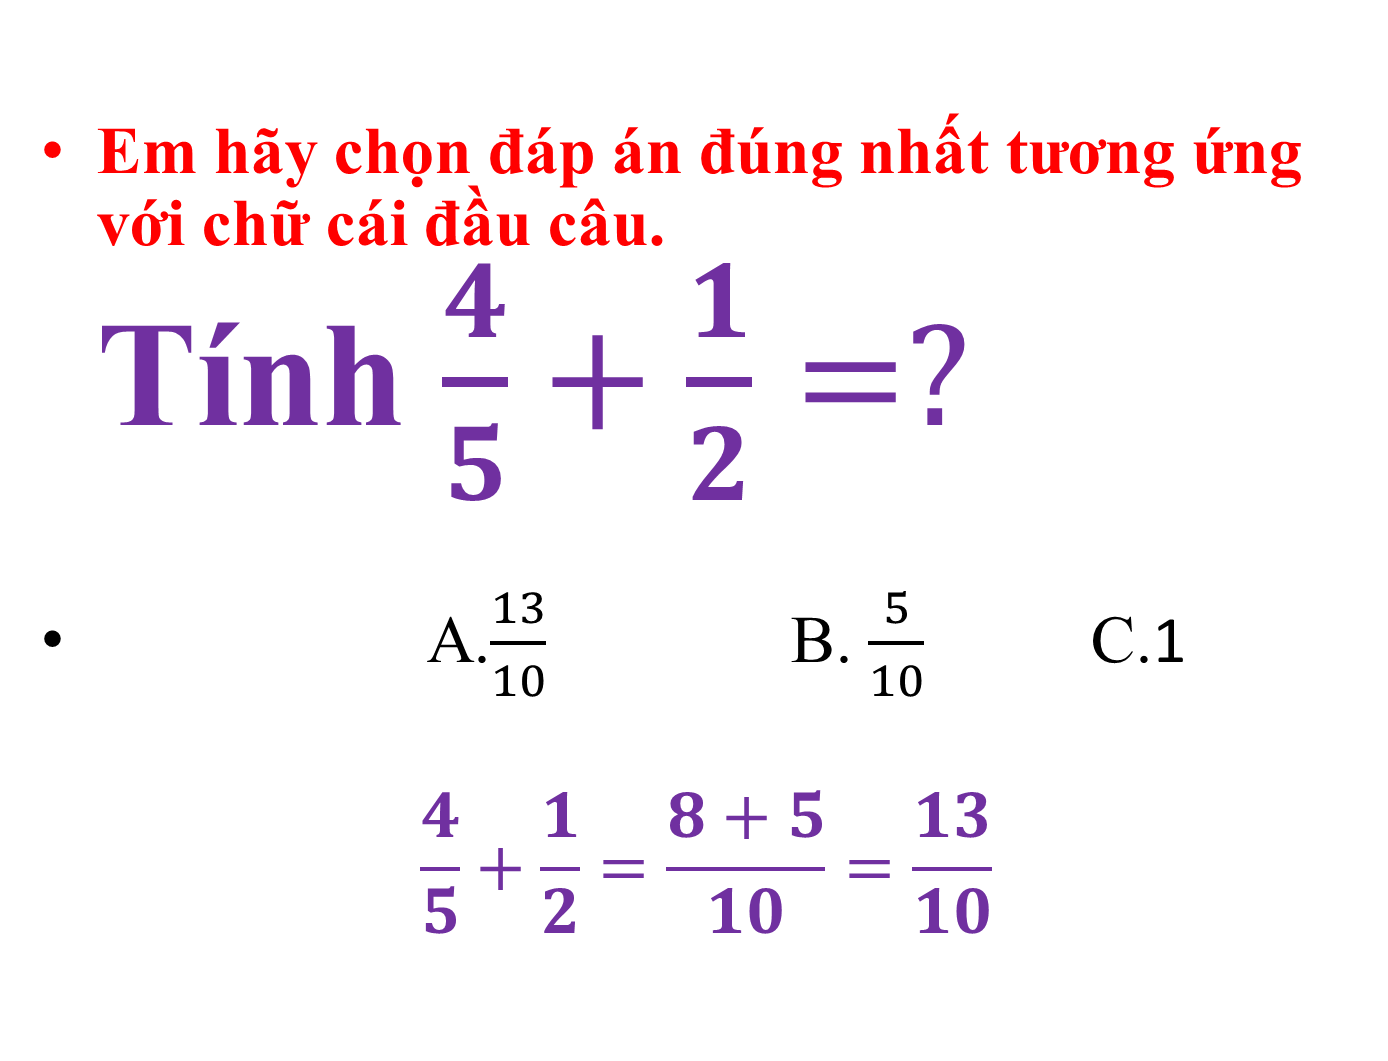 • Em hãy chọn đáp án đúng nhất tương ứng
với chữ cái đầu câu.
Tính 4/5 + 1/2 =?
• A. 13/10 B. 5/10 C.1
4/5 + 1/2 = 8 + 5/10 = 13/10